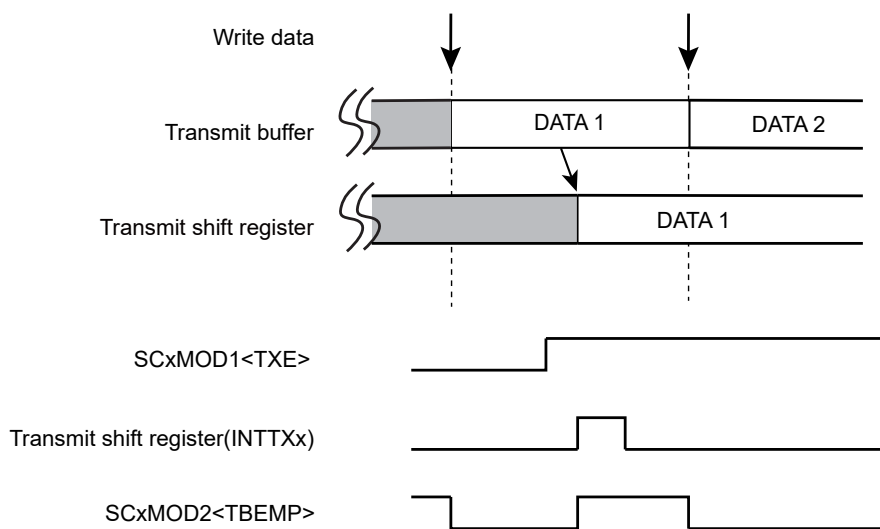 Write data
Transmit buffer
DATA 1
DATA 2
Transmit shift register
DATA 1
SCxMOD1<TXE>
Transmit shift register(INTTXx)
SCxMOD2<TBEMP>